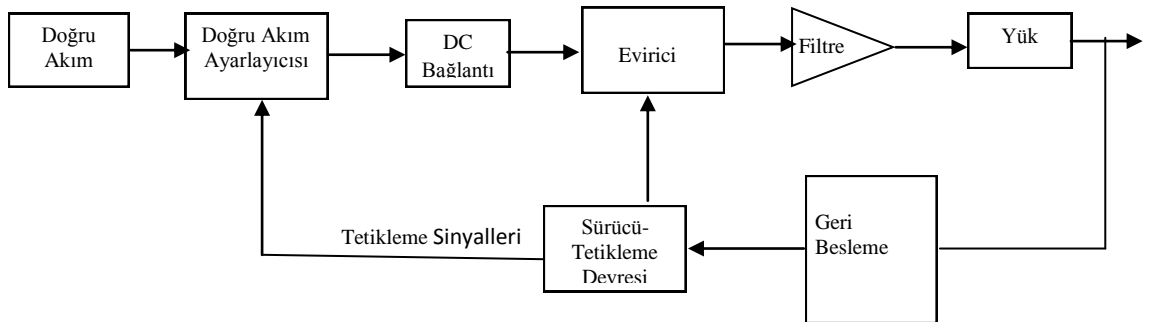 Doğru
Akım
Doğru Akım
Ayarlayıcısı
DC
Bağlantı
Evirici
Filtre
Yük
Tetikleme Sinyalleri
Sürücü-
Tetikleme
Devresi
Geri
Besleme